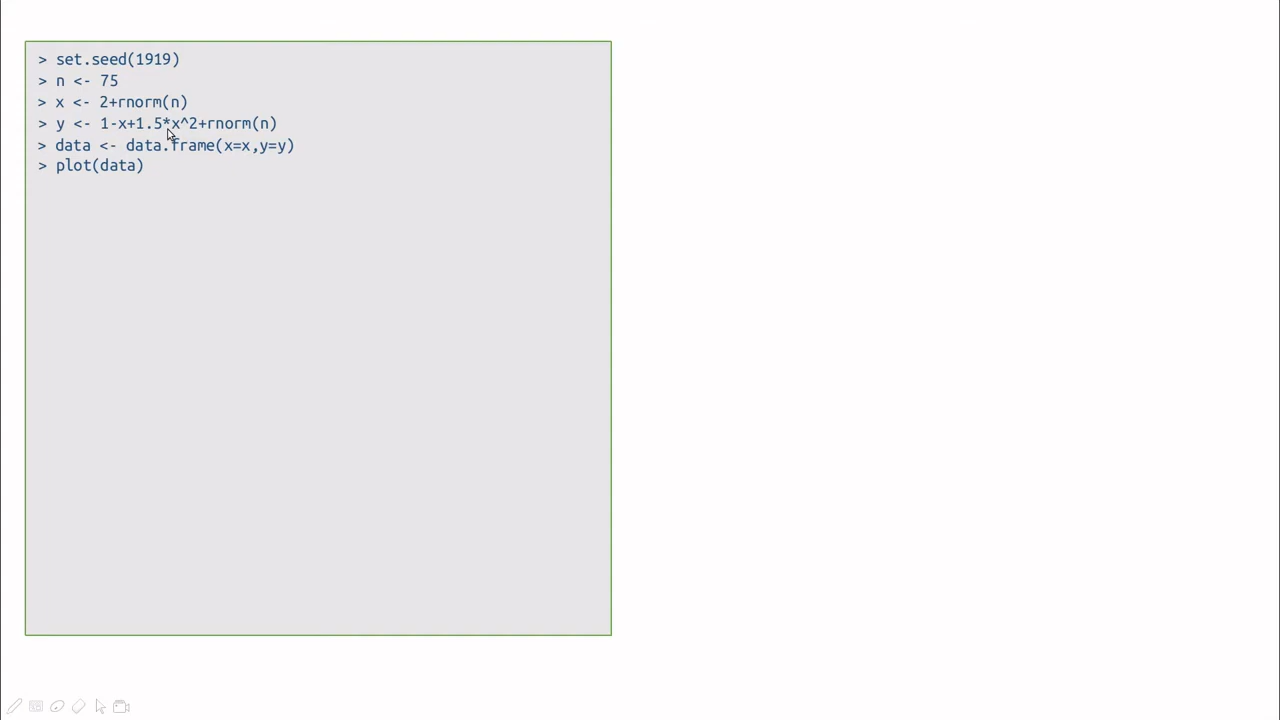 > set.seed(1919)
> n <- 75
> x <- 2+rnorm(n)
> y <- 1-x+1.5*x^2+rnorm(n)
> data <- data.frame(x=x,y=y)
> plot(data)